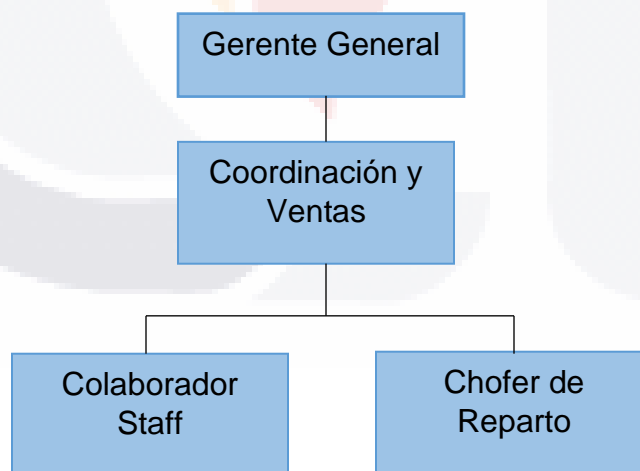 Gerente General
Coordinación y
Ventas
Colaborador
Staff
Chofer de
Reparto